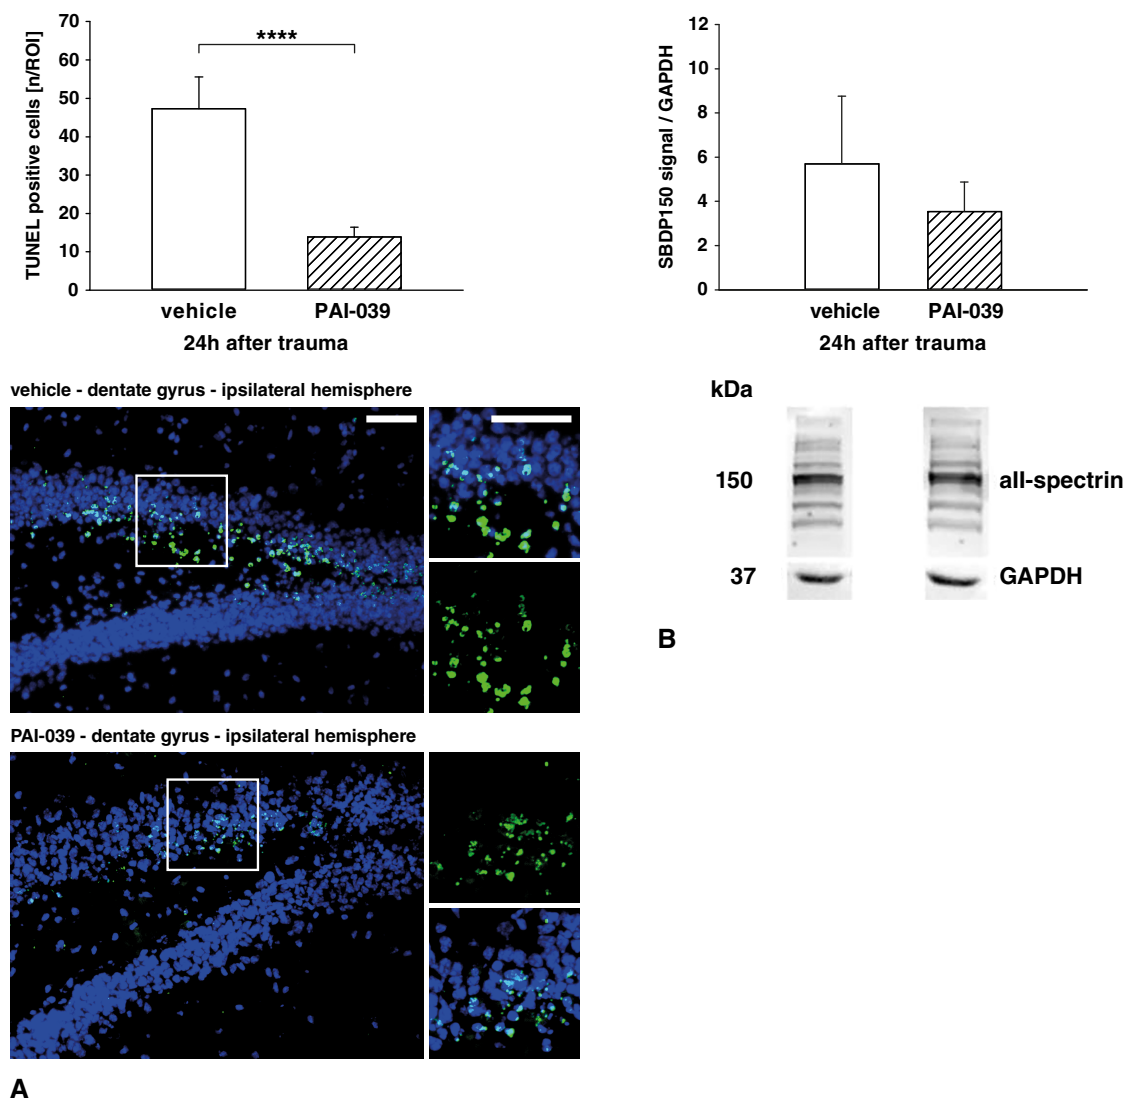 70
60
50
40
30
20
10
0
TUNEL positive cells [n/ROI]
****
vehicle PAI-039
24h after trauma
12
10
8
6
4
2
0
SBDP150 signal / GAPDH
vehicle PAI-039
24h after trauma
vehicle - dentate gyrus - ipsilateral hemisphere
PAI-039 - dentate gyrus - ipsilateral hemisphere
A
kDa
150 aII-spectrin
37 GAPDH
B